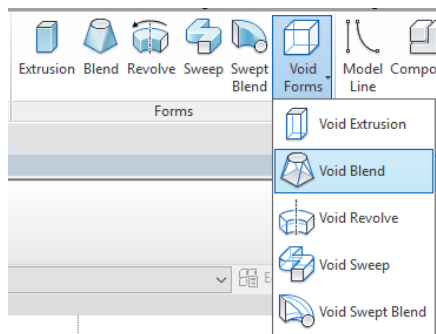 Extrusion Blend Revolve Sweep Swept Blend Void Forms Model Line
Forms
Void Extrusion
Void Blend
Void Revolve
Void Sweep
Void Swept Blend